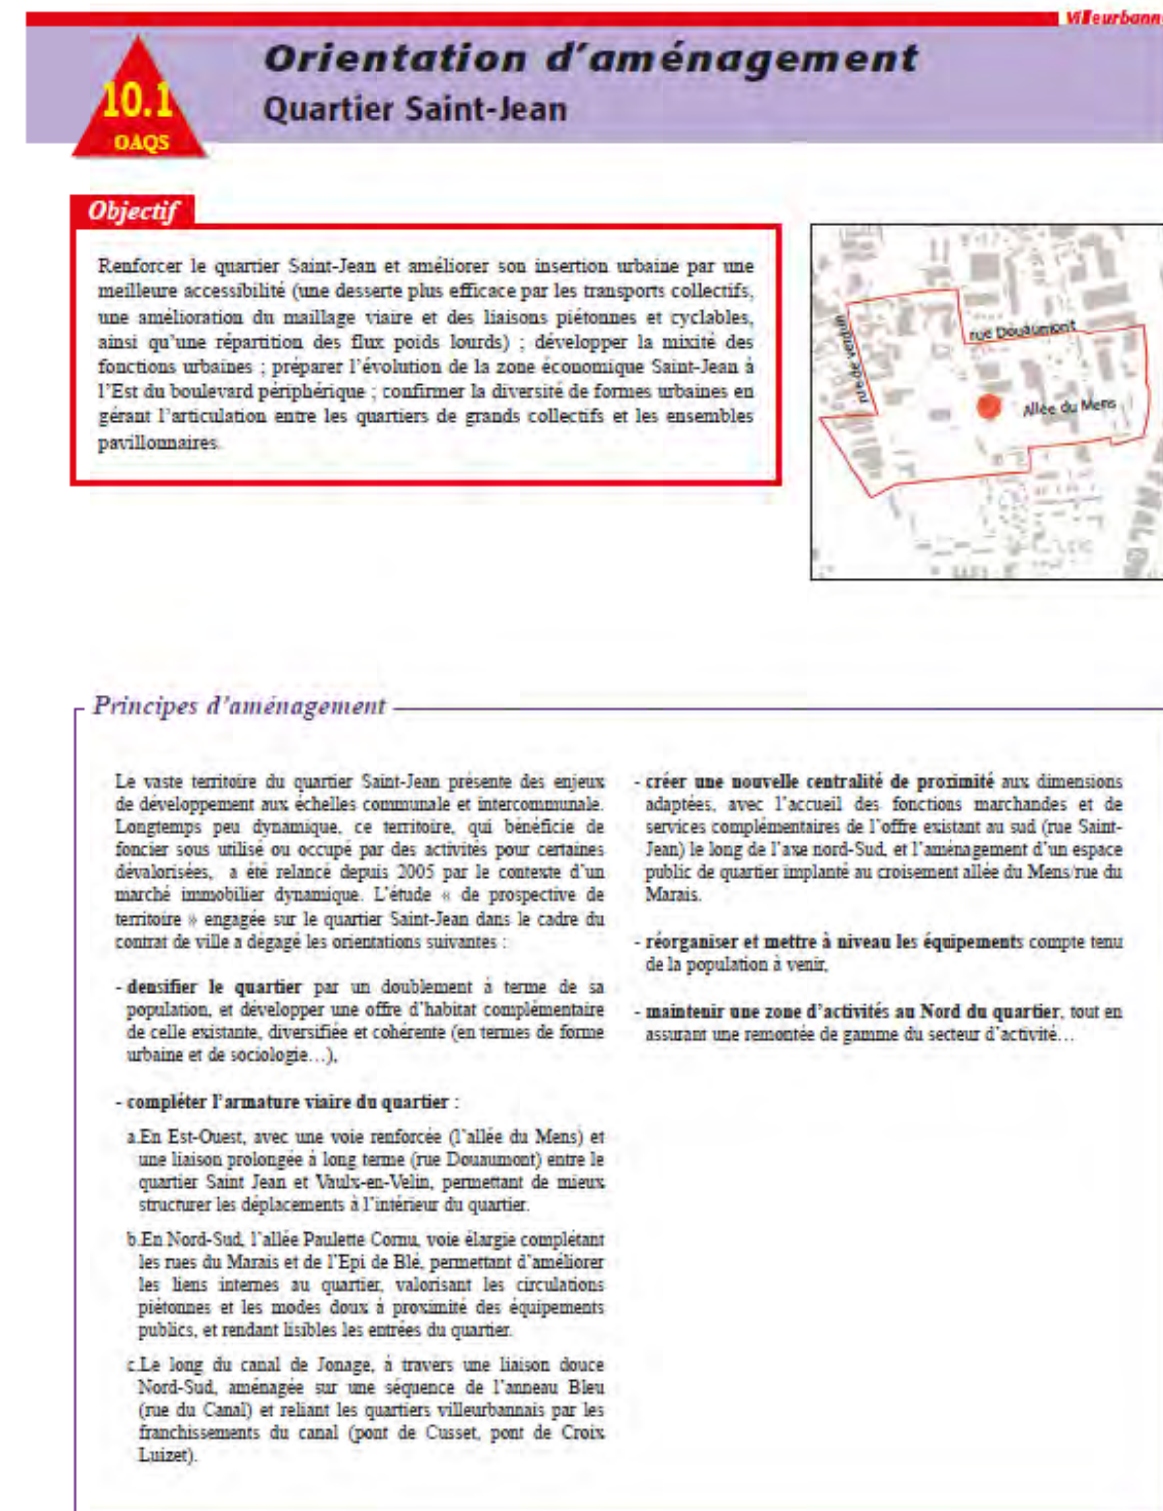 Villeurbann
Orientation d'aménagement
Quartier Saint-Jean
10.1
OAQS
Objectif
Renforcer le quartier Saint-Jean et améliorer son insertion urbaine par une
meilleure accessibilité (une desserte plus efficace par les transports collectifs,
une amélioration du maillage viaire et des liaisons piétonnes et cyclables,
ainsi qu'une répartition des flux poids lourds) ; développer la mixité des
fonctions urbaines ; préparer l'évolution de la zone économique Saint-Jean à
l'Est du boulevard périphérique ; confirmer la diversité de formes urbaines en
gérant l'articulation entre les quartiers de grands collectifs et les ensembles
pavillonnaires.
rue de verdun
rue Douaumont
Allée du Mens
Principes d'aménagement
Le vaste territoire du quartier Saint-Jean présente des enjeux
de développement aux échelles communale et intercommunale.
Longtemps peu dynamique, ce territoire, qui bénéficie de
foncier sous utilisé ou occupé par des activités pour certaines
dévalorisées, a été relancé depuis 2005 par le contexte d'un
marché immobilier dynamique. L'étude « de prospective de
territoire » engagée sur le quartier Saint-Jean dans le cadre du
contrat de ville a dégagé les orientations suivantes :
- densifier le quartier par un doublement à terme de sa
population, et développer une offre d'habitat complémentaire
de celle existante, diversifiée et cohérente (en termes de forme
urbaine et de sociologie…),
- compléter l'armature viaire du quartier :
a.En Est-Ouest, avec une voie renforcée (l'allée du Mens) et
une liaison prolongée à long terme (rue Douaumont) entre le
quartier Saint Jean et Vaulx-en-Velin, permettant de mieux
structurer les déplacements à l'intérieur du quartier.
b.En Nord-Sud, l'allée Paulette Cornu, voie élargie complétant
les rues du Marais et de l'Epi de Blé, permettant d'améliorer
les liens internes au quartier, valorisant les circulations
piétonnes et les modes doux à proximité des équipements
publics, et rendant lisibles les entrées du quartier.
c.Le long du canal de Jonage, à travers une liaison douce
Nord-Sud, aménagée sur une séquence de l'anneau Bleu
(rue du Canal) et reliant les quartiers villeurbannais par les
franchissements du canal (pont de Cusset, pont de Croix
Luizet).
- créer une nouvelle centralité de proximité aux dimensions
adaptées, avec l'accueil des fonctions marchandes et de
services complémentaires de l'offre existant au sud (rue Saint-
Jean) le long de l'axe nord-Sud, et l'aménagement d'un espace
public de quartier implanté au croisement allée du Mens/rue du
Marais.
- réorganiser et mettre à niveau les équipements compte tenu
de la population à venir,
- maintenir une zone d'activités au Nord du quartier, tout en
assurant une remontée de gamme du secteur d'activité…